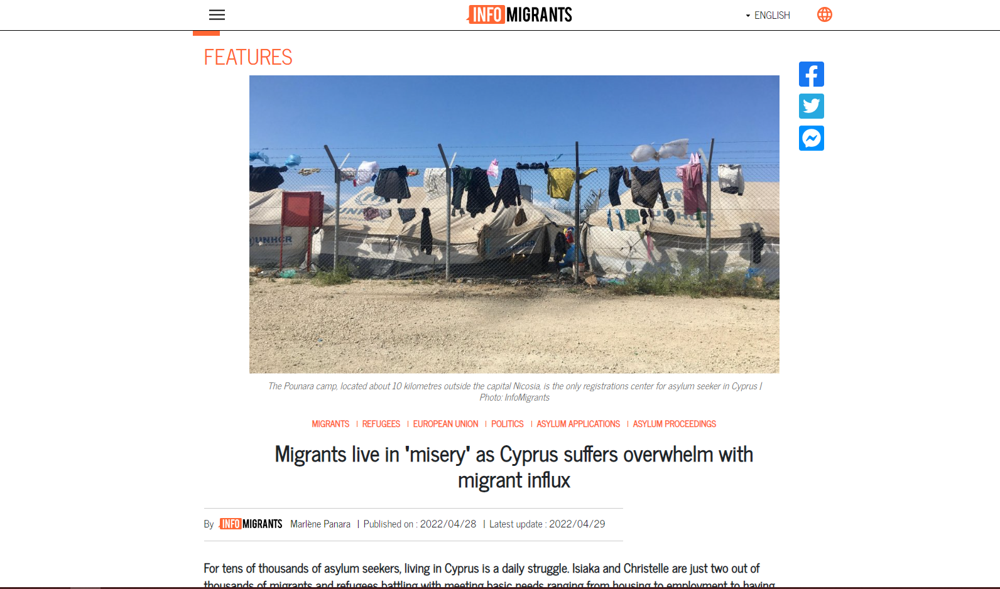 INFOMIGRANTS
ENGLISH
FEATURES
UNHCR
UNHCR
The Pounara camp, located about 10 kilometres outside the capital Nicosia, is the only registrations center for asylum seeker in Cyprus |
Photo: InfoMigrants
MIGRANTS | REFUGEES | EUROPEAN UNION | POLITICS | ASYLUM APPLICATIONS | ASYLUM PROCEEDINGS
Migrants live in 'misery' as Cyprus suffers overwhelm with
migrant influx
By INFOMIGRANTS Marlène Panara | Published on : 2022/04/28 | Latest update : 2022/04/29
For tens of thousands of asylum seekers, living in Cyprus is a daily struggle. Isiaka and Christelle are just two out of
thousands of migrants and refugees battling with meeting basic needs ranging from housing to employment to having